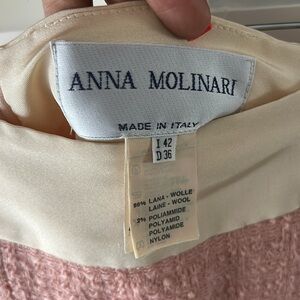 ANNA MOLINARI
MADE IN ITALY
I 42
D 36
98% LANA - WOLLE
LAINE - WOOL
2% POLIAMMIDE
POLYAMID
POLYAMIDE
NYLON